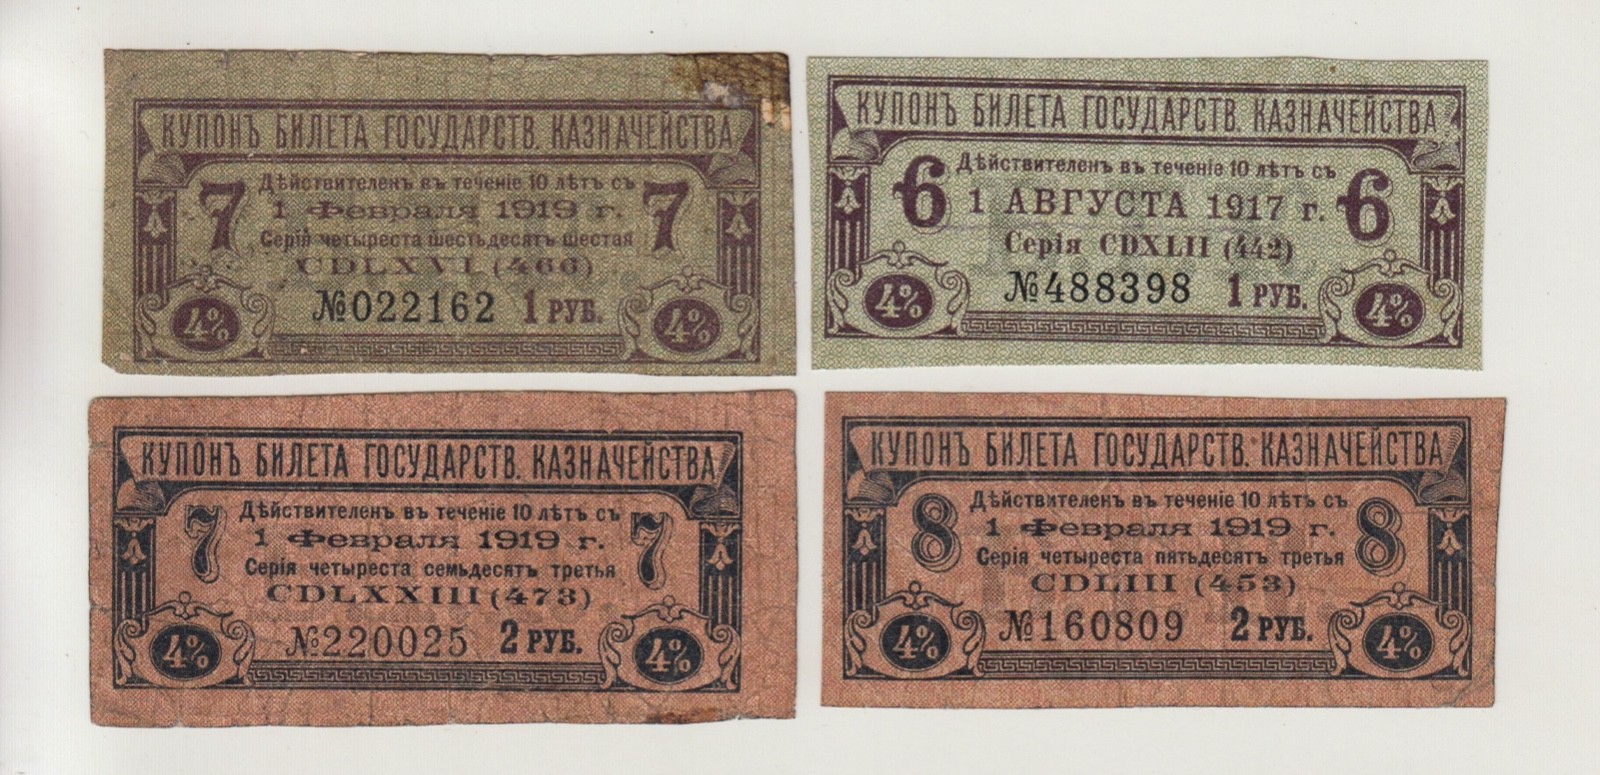 КУПОНЪ БИЛЕТА ГОСУДАРСТВ. КАЗНАЧЕЙСТВА
7 Дѣйствителенъ въ теченіе 10 лѣтъ съ 7
1 Февраля 1919 г.
Серія четыреста шестьдесятъ шестая
CDLXVI (466)
№022162 1 РУБ.
4% 4%
КУПОНЪ БИЛЕТА ГОСУДАРСТВ. КАЗНАЧЕЙСТВА
Дѣйствителенъ въ теченіе 10 лѣтъ съ
6 1 АВГУСТА 1917 г. 6
Серія CDXLII (442)
№488398 1 РУБ.
4% 4%
КУПОНЪ БИЛЕТА ГОСУДАРСТВ. КАЗНАЧЕЙСТВА
Дѣйствителенъ въ теченіе 10 лѣтъ съ
7 1 Февраля 1919 г. 7
Серія четыреста семьдесятъ третья
CDLXXIII (473)
№220025 2 РУБ.
4% 4%
КУПОНЪ БИЛЕТА ГОСУДАРСТВ. КАЗНАЧЕЙСТВА
Дѣйствителенъ въ теченіе 10 лѣтъ съ
8 1 Февраля 1919 г. 8
Серія четыреста пятьдесятъ третья
CDLIII (453)
№160809 2 РУБ.
4% 4%